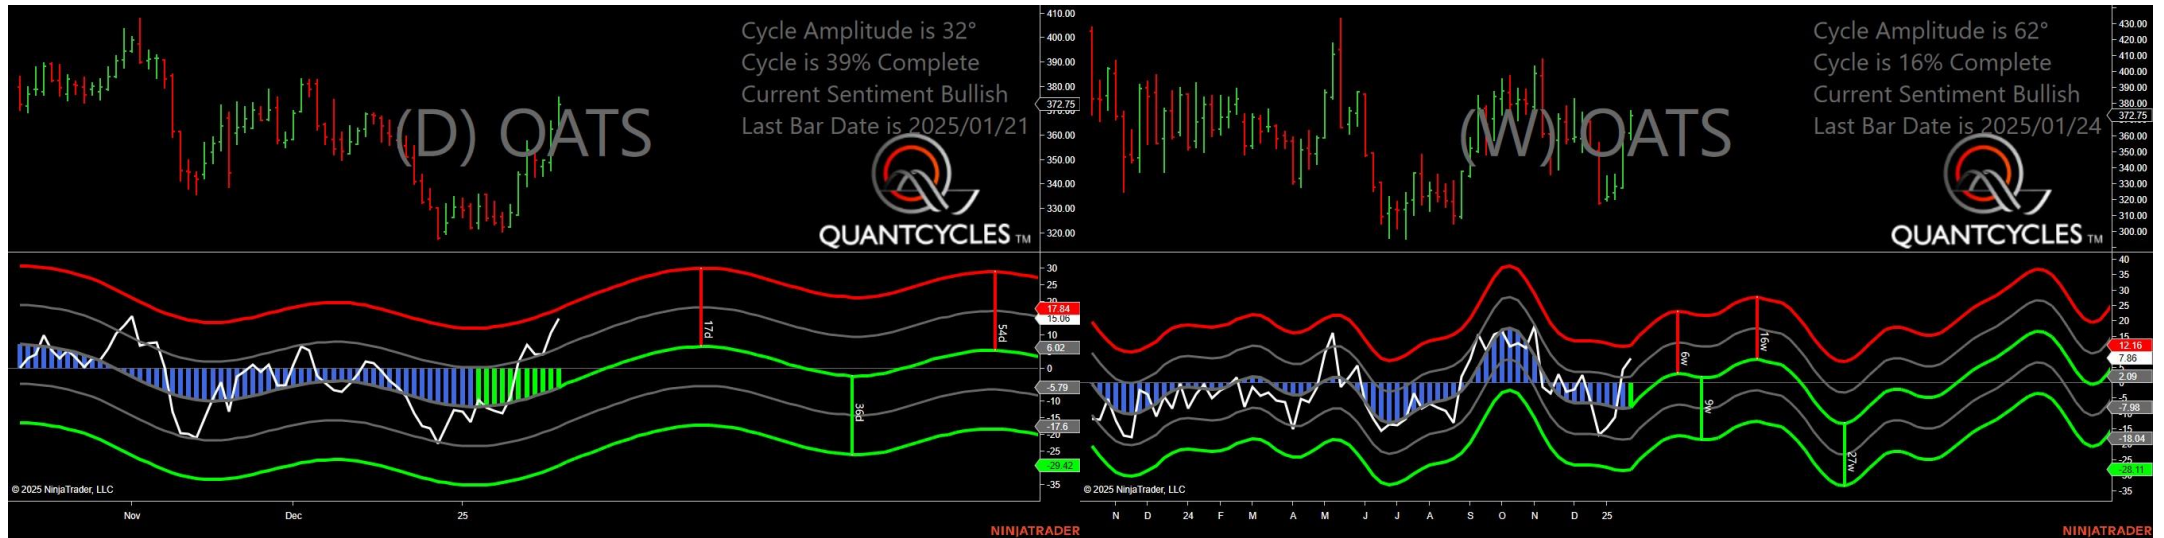 Cycle Amplitude is 32°
Cycle is 39% Complete
Current Sentiment Bullish
Last Bar Date is 2025/01/21
(D) OATS
QUANTCYCLES TM
410.00
400.00
390.00
380.00
372.75
360.00
350.00
340.00
330.00
320.00
17d
36d
54d
30
25
20
17.84
15.06
10
6.02
0
-5.79
-10
-15
-17.6
-20
-25
-29.42
-35
© 2025 NinjaTrader, LLC
Nov
Dec
25
NINJATRADER
Cycle Amplitude is 62°
Cycle is 16% Complete
Current Sentiment Bullish
Last Bar Date is 2025/01/24
(W) OATS
QUANTCYCLES TM
430.00
420.00
410.00
400.00
390.00
380.00
372.75
360.00
350.00
340.00
330.00
320.00
310.00
300.00
6w
9w
16w
27w
40
35
30
25
20
15
12.16
7.86
2.09
-5
-7.98
-15
-18.04
-25
-28.11
-35
© 2025 NinjaTrader, LLC
N D 24 F M A M J J A S O N D 25
NINJATRADER